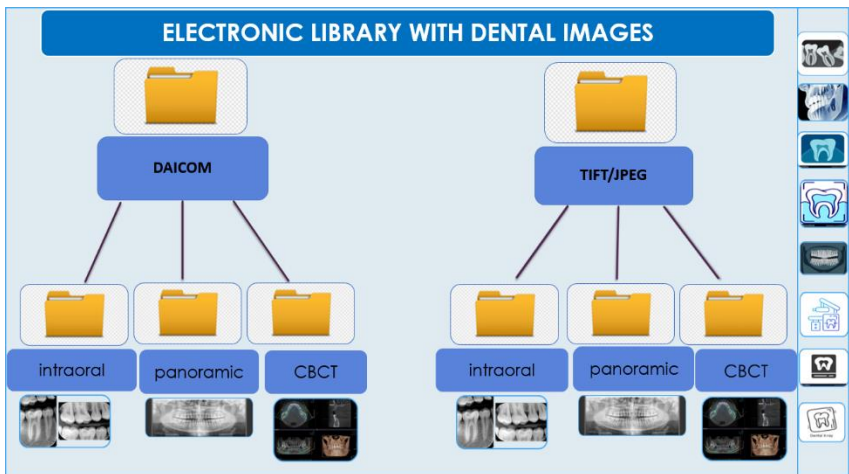 ELECTRONIC LIBRARY WITH DENTAL IMAGES
DAICOM
TIFT/JPEG
intraoral
panoramic
CBCT
intraoral
panoramic
CBCT